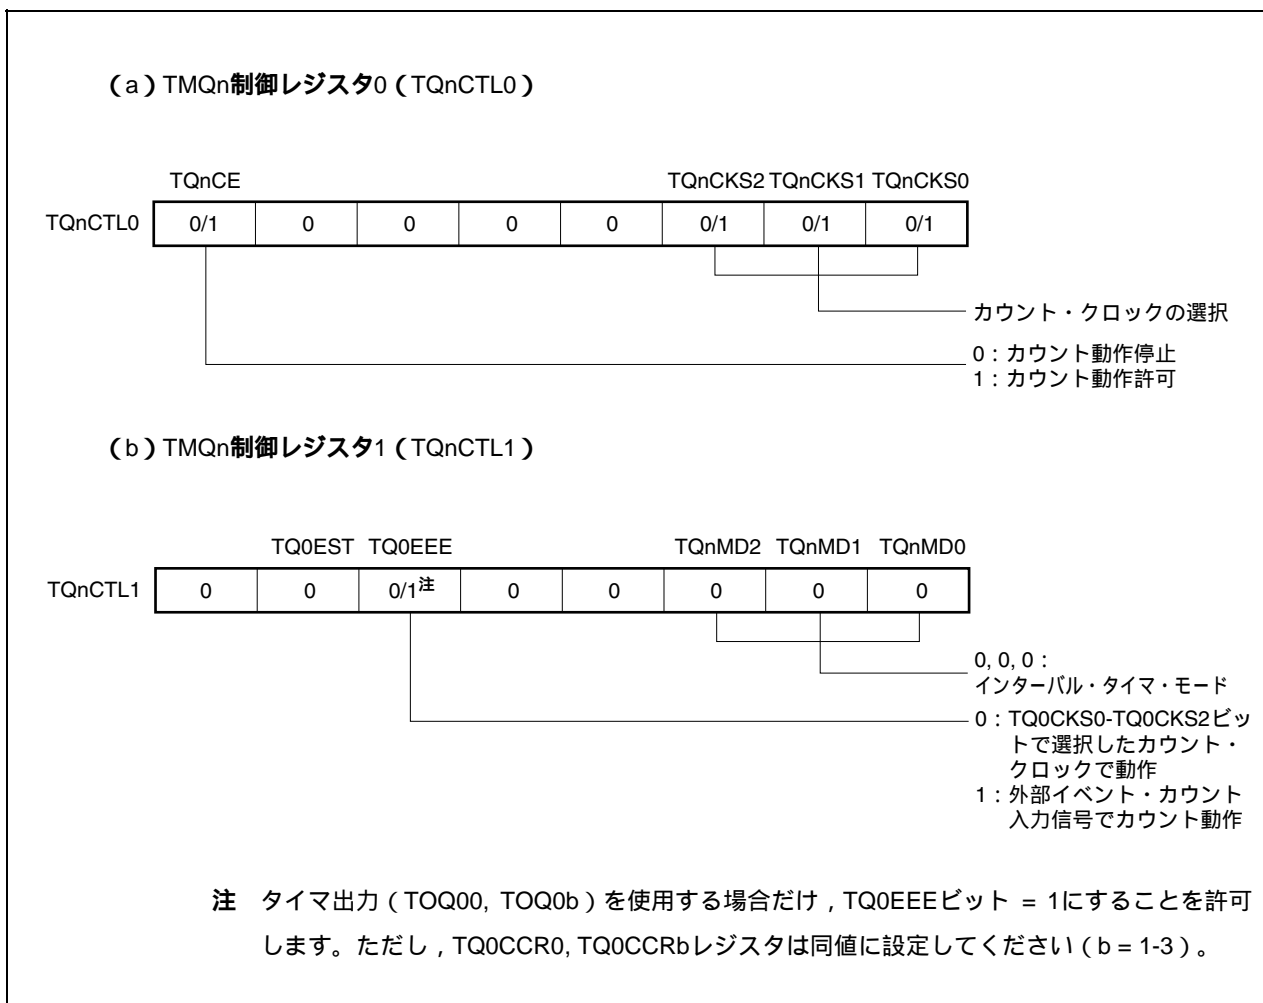 （a）TMQn制御レジスタ0（TQnCTL0）
TQnCE TQnCKS2 TQnCKS1 TQnCKS0
TQnCTL0 0/1 0 0 0 0 0/1 0/1 0/1
カウント・クロックの選択
0：カウント動作停止
1：カウント動作許可
（b）TMQn制御レジスタ1（TQnCTL1）
TQ0EST TQ0EEE TQnMD2 TQnMD1 TQnMD0
TQnCTL1 0 0 0/1注 0 0 0 0 0
0, 0, 0：
インターバル・タイマ・モード
0：TQ0CKS0-TQ0CKS2ビッ
トで選択したカウント・
クロックで動作
1：外部イベント・カウント
入力信号でカウント動作
注 タイマ出力（TOQ00, TOQ0b）を使用する場合だけ，TQ0EEEビット = 1にすることを許可
します。ただし，TQ0CCR0, TQ0CCRbレジスタは同値に設定してください（b = 1-3）。